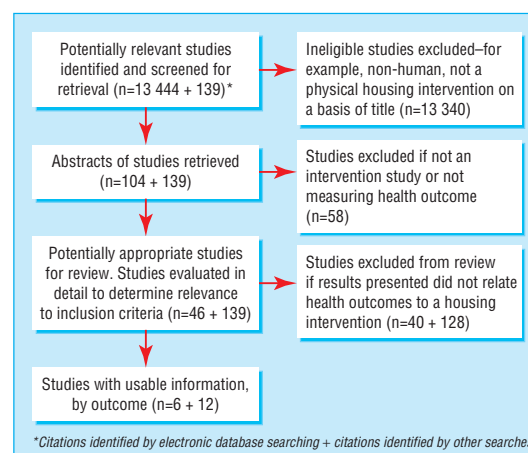 Potentially relevant studies
identified and screened for
retrieval (n=13 444 + 139)*
Ineligible studies excluded–for
example, non-human, not a
physical housing intervention on
a basis of title (n=13 340)
Abstracts of studies retrieved
(n=104 + 139)
Studies excluded if not an
intervention study or not
measuring health outcome
(n=58)
Potentially appropriate studies
for review. Studies evaluated in
detail to determine relevance
to inclusion criteria (n=46 + 139)
Studies excluded from review
if results presented did not relate
health outcomes to a housing
intervention (n=40 + 128)
Studies with usable information,
by outcome (n=6 + 12)
*Citations identified by electronic database searching + citations identified by other searches